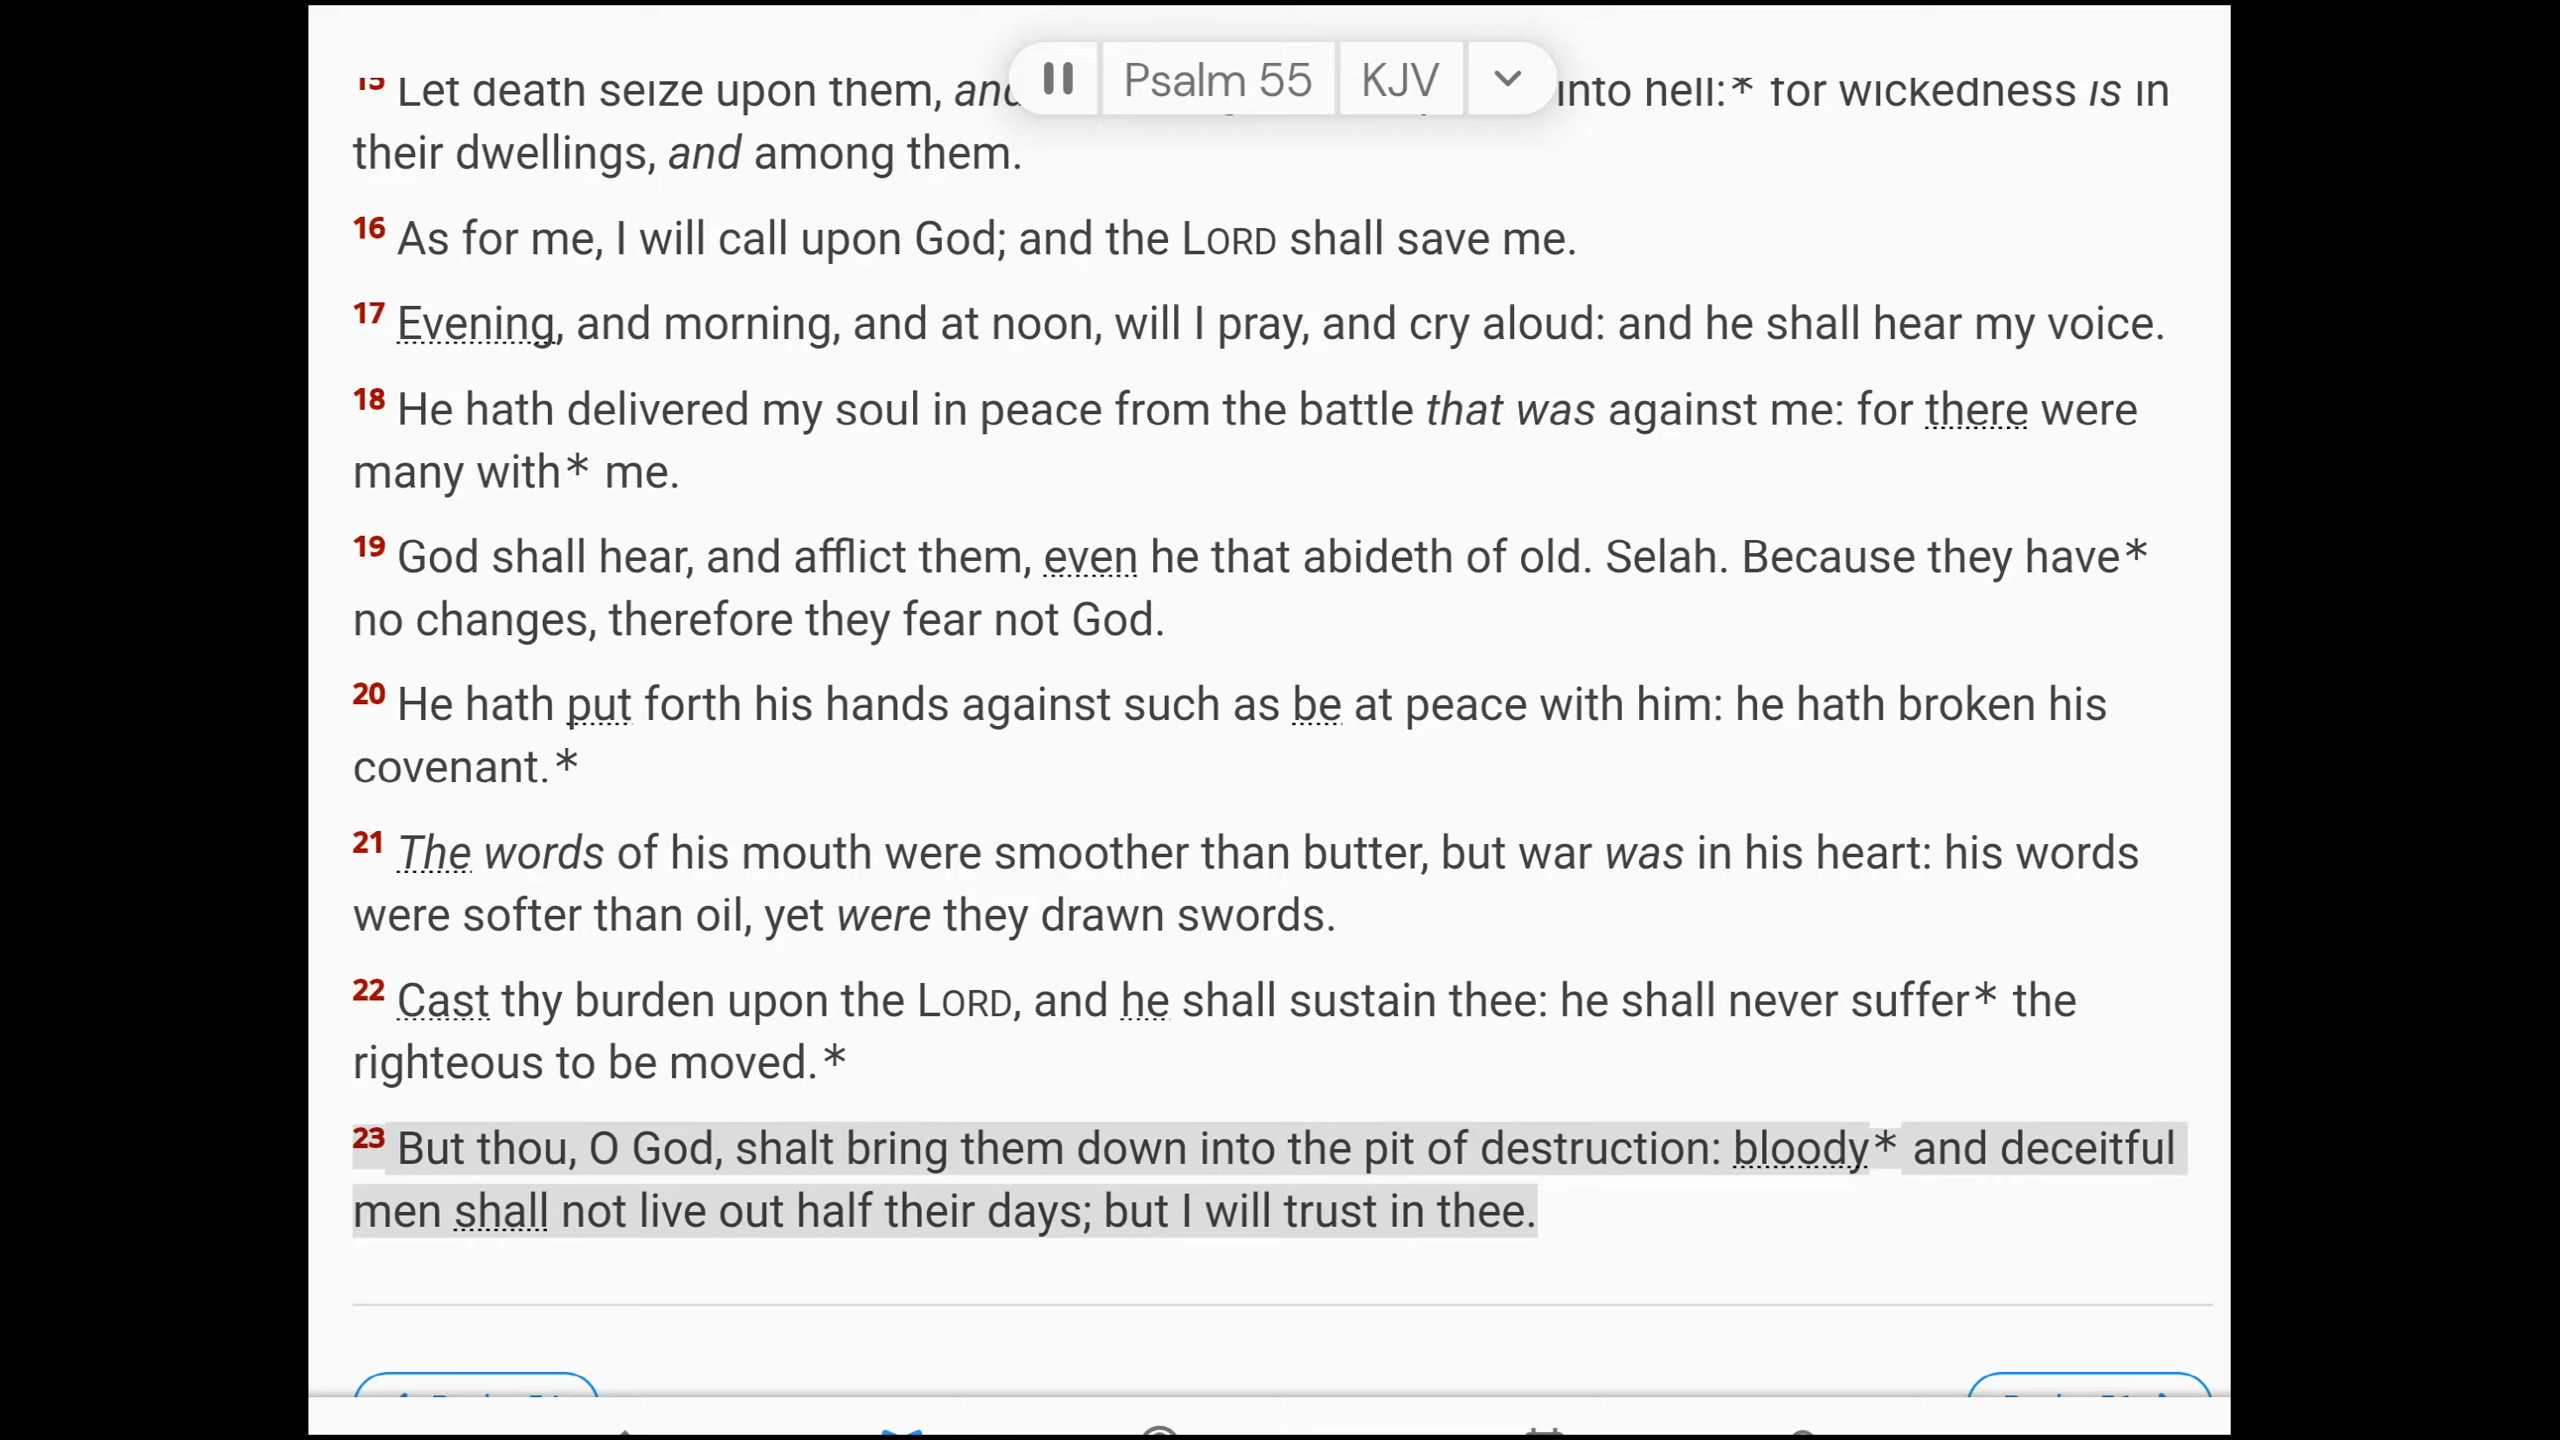 Psalm 55 KJV
15 Let death seize upon them, and into hell:* for wickedness is in
their dwellings, and among them.
16 As for me, I will call upon God; and the LORD shall save me.
17 Evening, and morning, and at noon, will I pray, and cry aloud: and he shall hear my voice.
18 He hath delivered my soul in peace from the battle that was against me: for there were
many with* me.
19 God shall hear, and afflict them, even he that abideth of old. Selah. Because they have*
no changes, therefore they fear not God.
20 He hath put forth his hands against such as be at peace with him: he hath broken his
covenant.*
21 The words of his mouth were smoother than butter, but war was in his heart: his words
were softer than oil, yet were they drawn swords.
22 Cast thy burden upon the LORD, and he shall sustain thee: he shall never suffer* the
righteous to be moved.*
23 But thou, O God, shalt bring them down into the pit of destruction: bloody* and deceitful
men shall not live out half their days; but I will trust in thee.